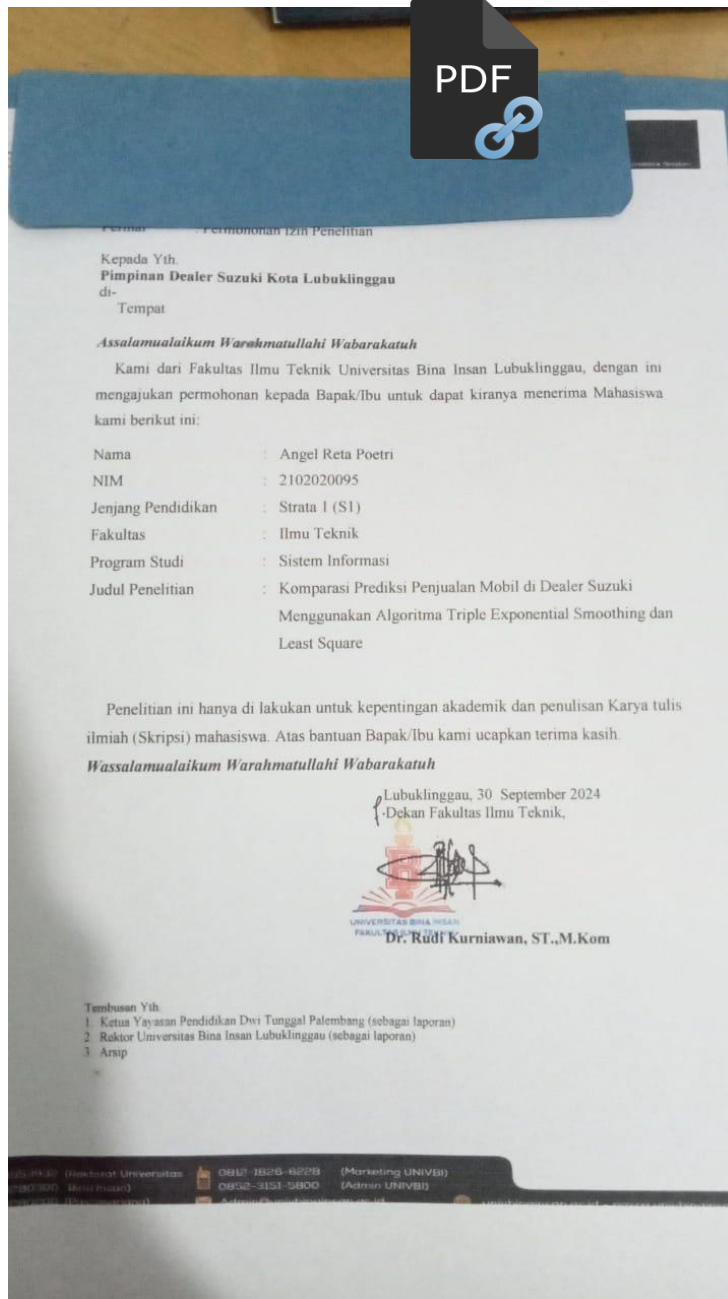 PDF
: Permohonan Izin Penelitian
Kepada Yth.
Pimpinan Dealer Suzuki Kota Lubuklinggau
di-
Tempat
Assalamualaikum Warahmatullahi Wabarakatuh
Kami dari Fakultas Ilmu Teknik Universitas Bina Insan Lubuklinggau, dengan ini
mengajukan permohonan kepada Bapak/Ibu untuk dapat kiranya menerima Mahasiswa
kami berikut ini:
Nama : Angel Reta Poetri
NIM : 2102020095
Jenjang Pendidikan : Strata 1 (S1)
Fakultas : Ilmu Teknik
Program Studi : Sistem Informasi
Judul Penelitian : Komparasi Prediksi Penjualan Mobil di Dealer Suzuki
Menggunakan Algoritma Triple Exponential Smoothing dan
Least Square
Penelitian ini hanya di lakukan untuk kepentingan akademik dan penulisan Karya tulis
ilmiah (Skripsi) mahasiswa. Atas bantuan Bapak/Ibu kami ucapkan terima kasih.
Wassalamualaikum Warahmatullahi Wabarakatuh
Lubuklinggau, 30 September 2024
Dekan Fakultas Ilmu Teknik,
UNIVERSITAS BINA INSAN
Dr. Rudi Kurniawan, ST.,M.Kom
Tembusan Yth.
1. Ketua Yayasan Pendidikan Dwi Tunggal Palembang (sebagai laporan)
2. Rektor Universitas Bina Insan Lubuklinggau (sebagai laporan)
3. Arsip
(Rektorat Universitas 0812-1826-6228 (Marketing UNIVBI)
0852-3151-5800 (Admin UNIVBI)